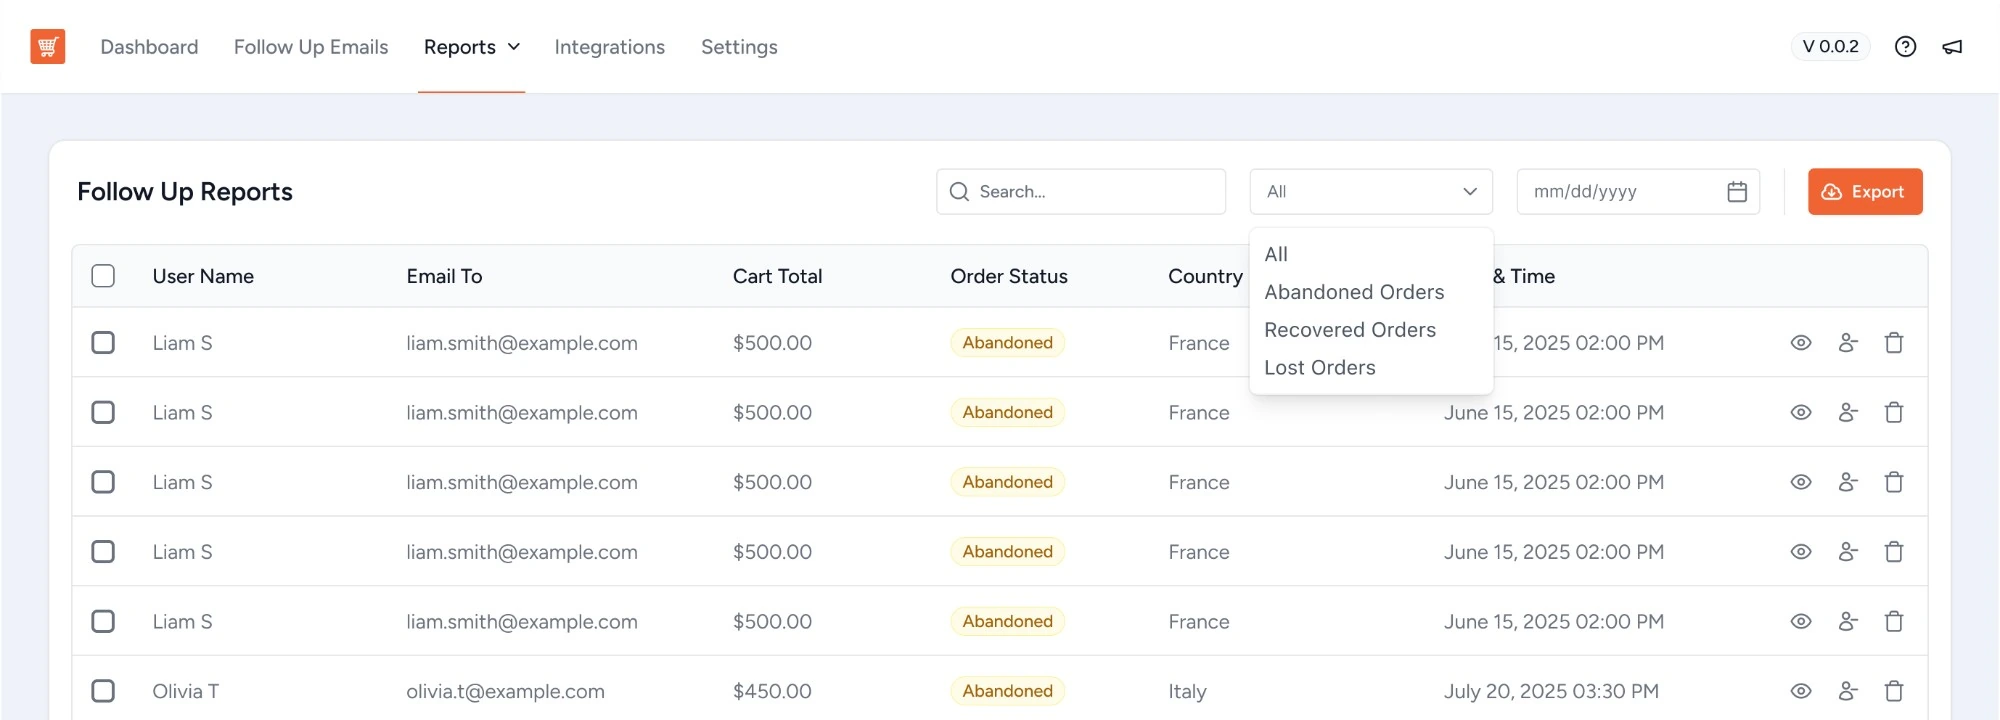 Dashboard Follow Up Emails Reports Integrations Settings V 0.0.2
Follow Up Reports Search... All mm/dd/yyyy Export
All
Abandoned Orders
Recovered Orders
Lost Orders
User Name Email To Cart Total Order Status Country & Time
Liam S liam.smith@example.com $500.00 Abandoned France 15, 2025 02:00 PM
Liam S liam.smith@example.com $500.00 Abandoned France June 15, 2025 02:00 PM
Liam S liam.smith@example.com $500.00 Abandoned France June 15, 2025 02:00 PM
Liam S liam.smith@example.com $500.00 Abandoned France June 15, 2025 02:00 PM
Liam S liam.smith@example.com $500.00 Abandoned France June 15, 2025 02:00 PM
Olivia T olivia.t@example.com $450.00 Abandoned Italy July 20, 2025 03:30 PM